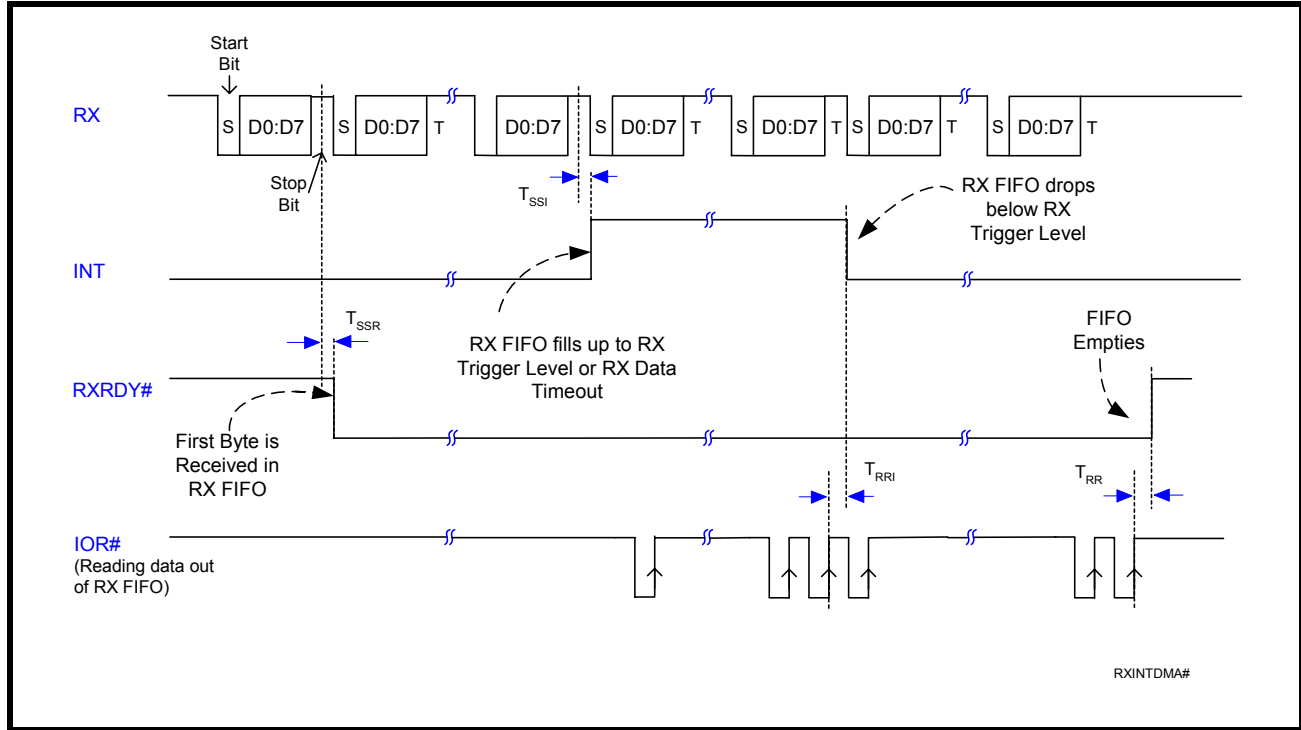 Start
Bit
RX
S D0:D7 S D0:D7 T D0:D7 S D0:D7 T S D0:D7 T S D0:D7 T S D0:D7 T
Stop
Bit
TSSI
RX FIFO drops
below RX
Trigger Level
INT
TSSR
RX FIFO fills up to RX
Trigger Level or RX Data
Timeout
FIFO
Empties
RXRDY#
First Byte is
Received in
RX FIFO
TRRI
TRR
IOR#
(Reading data out
of RX FIFO)
RXINTDMA#